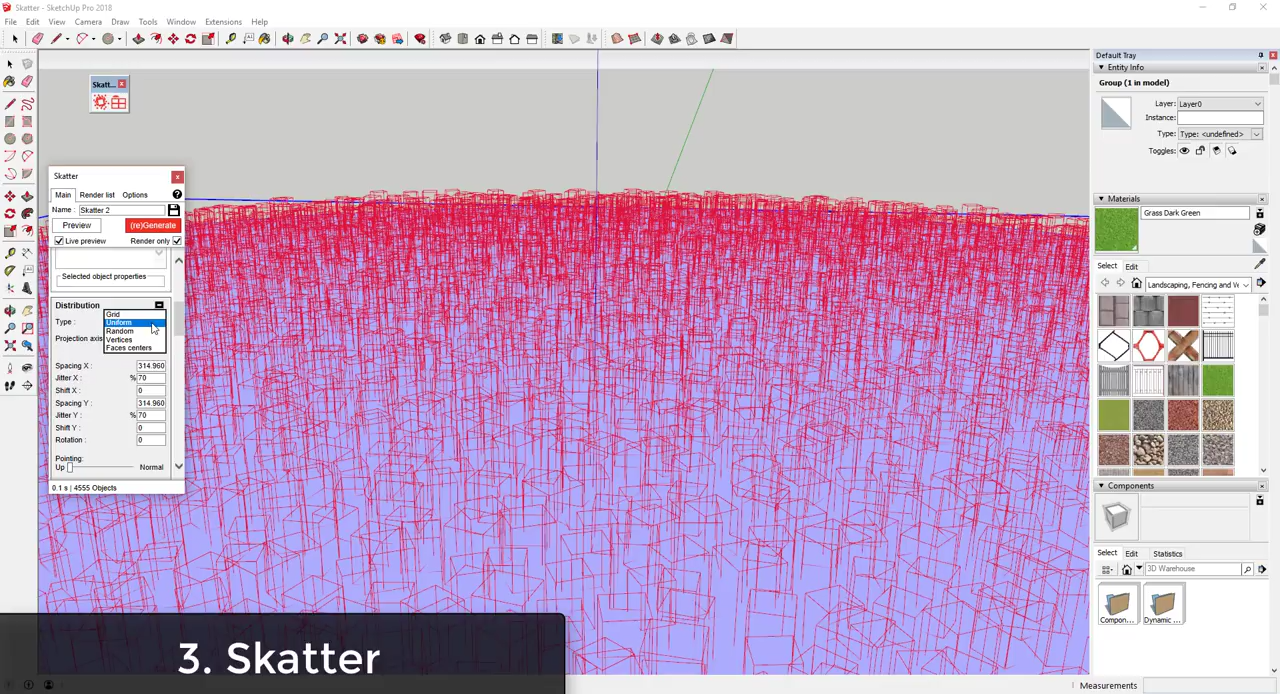 Skatter - SketchUp Pro 2018
File Edit View Camera Draw Tools Window Extensions Help
Skatt...
Skatter
Main Render list Options
Name : Skatter 2
Preview (re)Generate
Live preview Render only
Selected object properties
Distribution
Type :
Grid
Uniform
Random
Vertices
Faces centers
Projection axis
Spacing X : 314.960
Jitter X : % 70
Shift X : 0
Spacing Y : 314.960
Jitter Y : % 70
Shift Y : 0
Rotation : 0
Pointing:
Up Normal
0.1 s | 4555 Objects
Default Tray
Entity Info
Group (1 in model)
Layer: Layer0
Instance:
Type: Type: <undefined>
Toggles:
Materials
Grass Dark Green
Select Edit
Landscaping, Fencing and Ve
Components
Select Edit Statistics
3D Warehouse
Compon... Dynamic ...
3. Skatter
Measurements